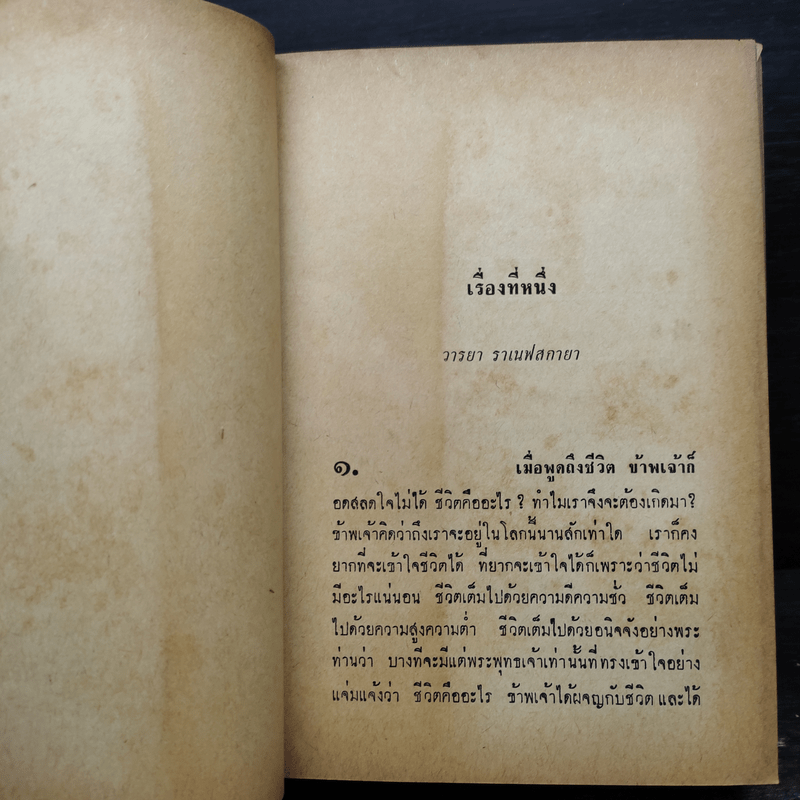 เรื่องที่หนึ่ง
วารยา ราเนฟสกายา
๑. เมื่อพูดถึงชีวิต ข้าพเจ้าก็
อดสลดใจไม่ได้ ชีวิตคืออะไร ? ทำไมเราจึงจะต้องเกิดมา?
ข้าพเจ้าคิดว่าถึงเราจะอยู่ในโลกนี้นานสักเท่าใด เราก็คง
ยากที่จะเข้าใจชีวิตได้ ที่ยากจะเข้าใจได้ก็เพราะว่าชีวิตไม่
มีอะไรแน่นอน ชีวิตเต็มไปด้วยความดีความชั่ว ชีวิตเต็ม
ไปด้วยความสูงความต่ำ ชีวิตเต็มไปด้วยอนิจจังอย่างพระ
ท่านว่า บางทีจะมีแต่พระพุทธเจ้าเท่านั้นที่ทรงเข้าใจอย่าง
แจ่มแจ้งว่า ชีวิตคืออะไร ข้าพเจ้าได้ผจญกับชีวิต และได้